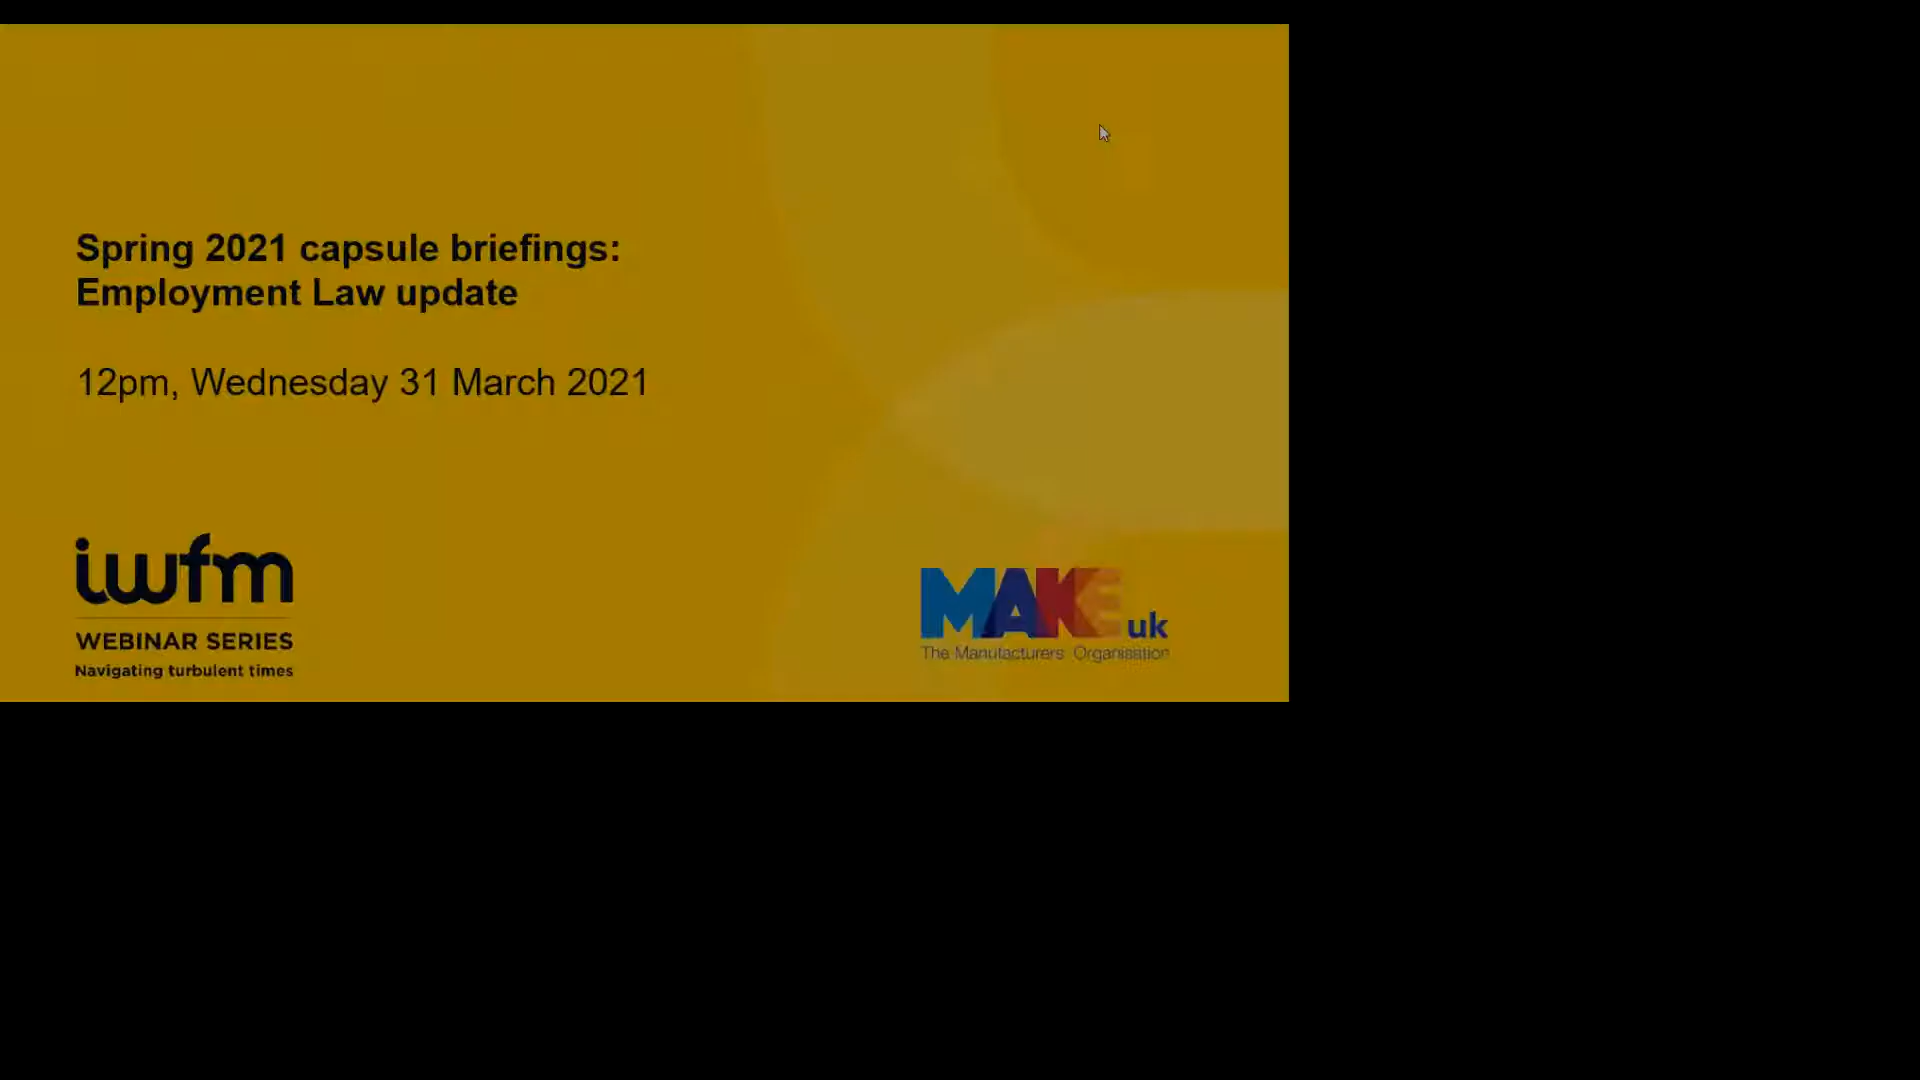 Spring 2021 capsule briefings:
Employment Law update
12pm, Wednesday 31 March 2021
iwfm
WEBINAR SERIES
Navigating turbulent times
MAKE uk
The Manufacturers' Organisation